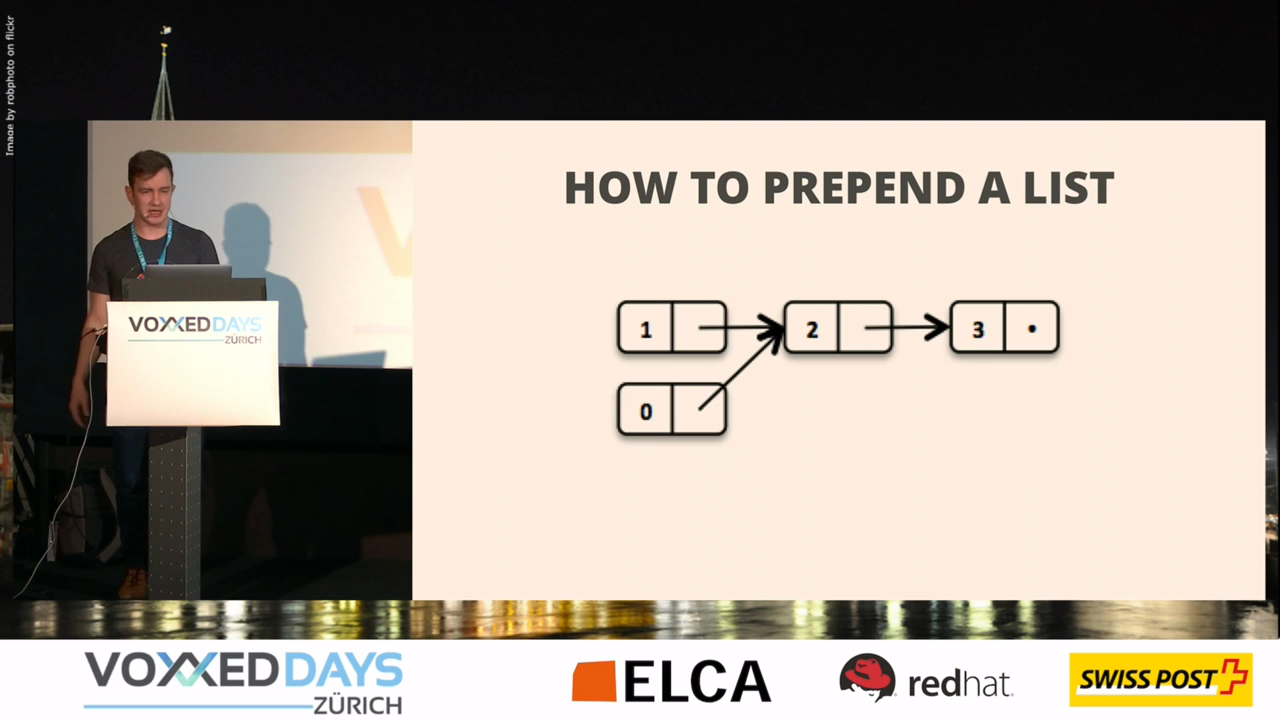 Image by robphoto on flickr
HOW TO PREPEND A LIST
1
2
3
0
VOXXEDDAYS
ZÜRICH
VOXXEDDAYS
ZÜRICH
ELCA
redhat.
SWISS POST